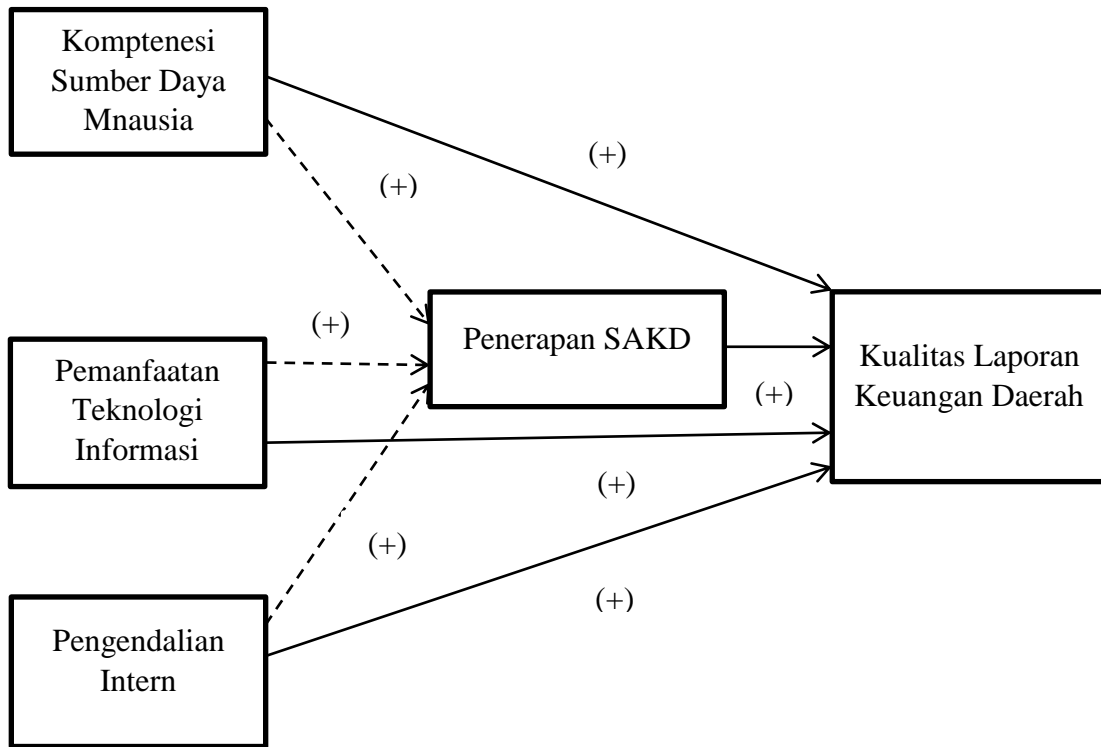 Komptenesi
Sumber Daya
Mnausia
(+)
(+)
(+)
Penerapan SAKD
Kualitas Laporan
Keuangan Daerah
Pemanfaatan
Teknologi
Informasi
(+)
(+)
(+)
(+)
Pengendalian
Intern